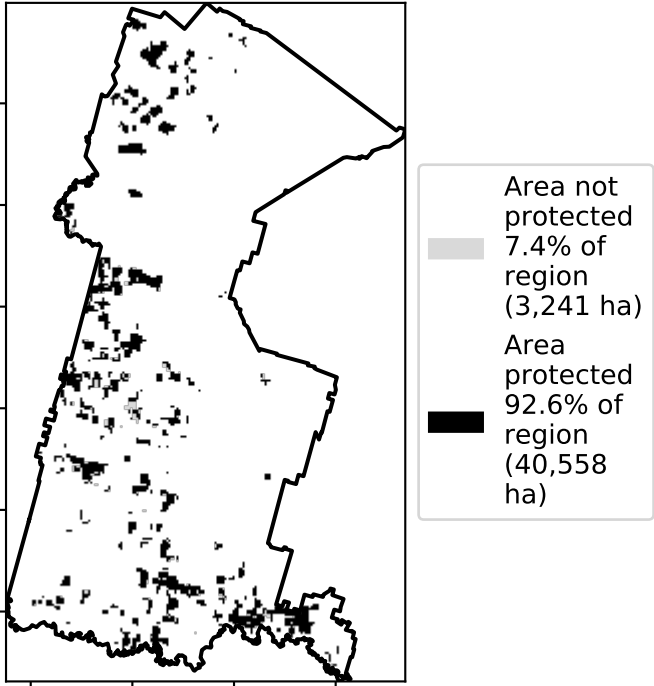 Area not
protected
7.4% of
region
(3,241 ha)
Area
protected
92.6% of
region
(40,558
ha)